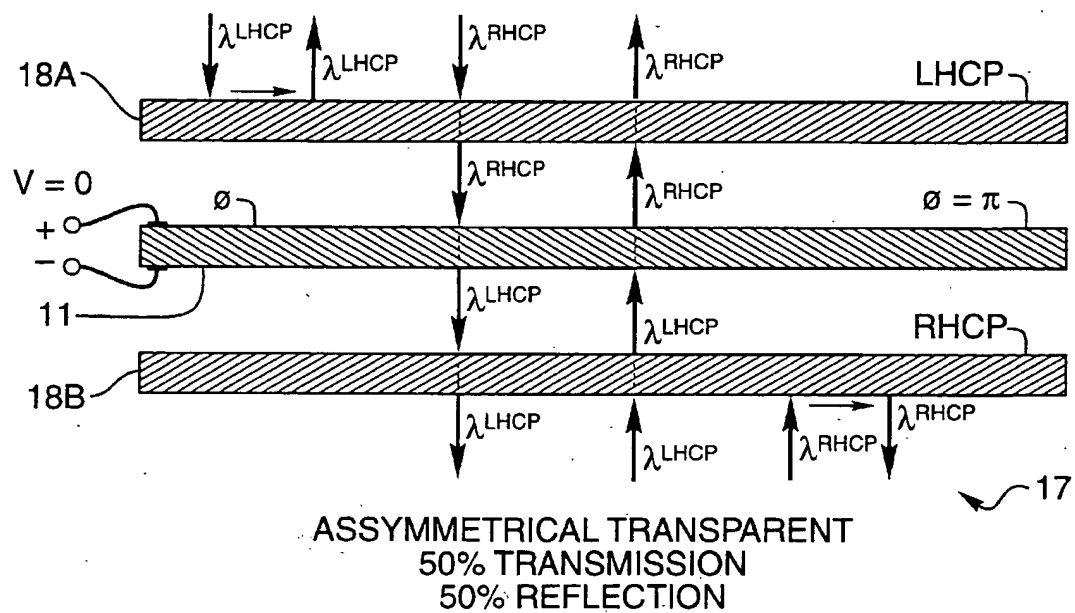 λLHCP
λLHCP
λRHCP
λRHCP
18A
LHCP
λRHCP
λRHCP
V = 0
ø
ø = π
+
−
11
λLHCP
λLHCP
RHCP
18B
λLHCP
λLHCP
λRHCP
λRHCP
17
ASSYMMETRICAL TRANSPARENT
50% TRANSMISSION
50% REFLECTION